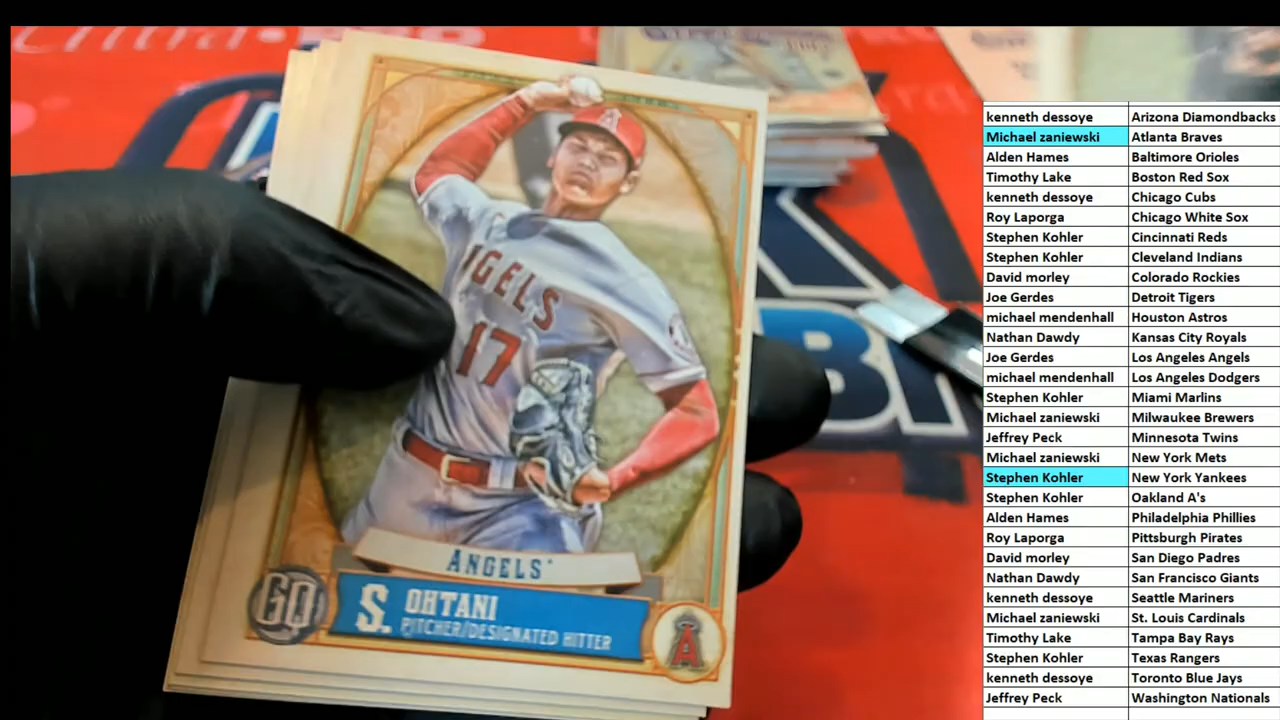 ANGELS
17
ANGELS
GQ
S. OHTANI
PITCHER/DESIGNATED HITTER
A
kenneth dessoye Arizona Diamondbacks
Michael zaniewski Atlanta Braves
Alden Hames Baltimore Orioles
Timothy Lake Boston Red Sox
kenneth dessoye Chicago Cubs
Roy Laporga Chicago White Sox
Stephen Kohler Cincinnati Reds
Stephen Kohler Cleveland Indians
David morley Colorado Rockies
Joe Gerdes Detroit Tigers
michael mendenhall Houston Astros
Nathan Dawdy Kansas City Royals
Joe Gerdes Los Angeles Angels
michael mendenhall Los Angeles Dodgers
Stephen Kohler Miami Marlins
Michael zaniewski Milwaukee Brewers
Jeffrey Peck Minnesota Twins
Michael zaniewski New York Mets
Stephen Kohler New York Yankees
Stephen Kohler Oakland A's
Alden Hames Philadelphia Phillies
Roy Laporga Pittsburgh Pirates
David morley San Diego Padres
Nathan Dawdy San Francisco Giants
kenneth dessoye Seattle Mariners
Michael zaniewski St. Louis Cardinals
Timothy Lake Tampa Bay Rays
Stephen Kohler Texas Rangers
kenneth dessoye Toronto Blue Jays
Jeffrey Peck Washington Nationals